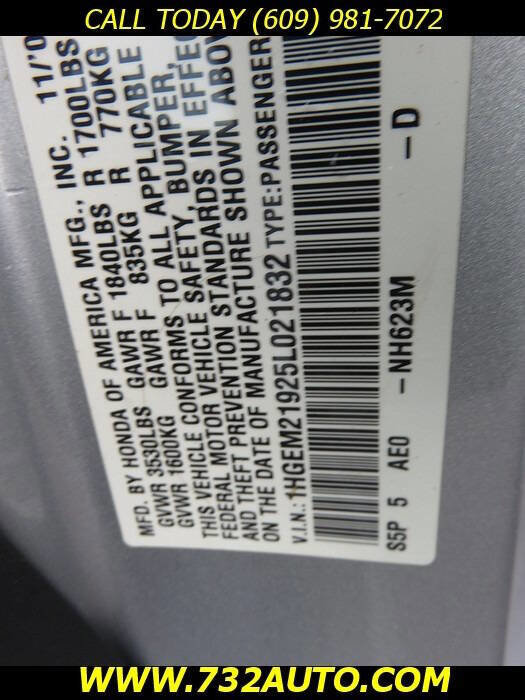 CALL TODAY (609) 981-7072
MFD. BY HONDA OF AMERICA MFG., INC. 11/'0
GVWR 3530LBS GAWR F 1840LBS R 1700LBS
GVWR 1600KG GAWR F 835KG R 770KG
THIS VEHICLE CONFORMS TO ALL APPLICABLE
FEDERAL MOTOR VEHICLE SAFETY, BUMPER,
AND THEFT PREVENTION STANDARDS IN EFFEC
ON THE DATE OF MANUFACTURE SHOWN ABOV
V.I.N.: 1HGEM21925L021832 TYPE:PASSENGER
S5P 5 AE0 -NH623M -D
WWW.732AUTO.COM